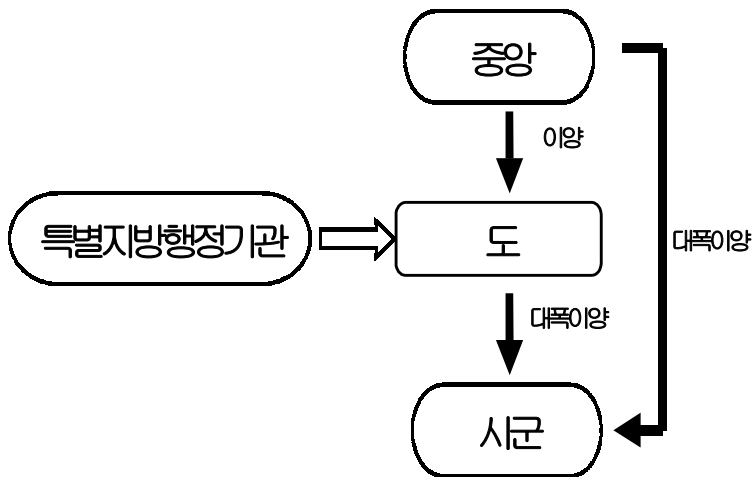 중앙
이양
특별지방행정기관
도
대폭이양
대폭이양
시군